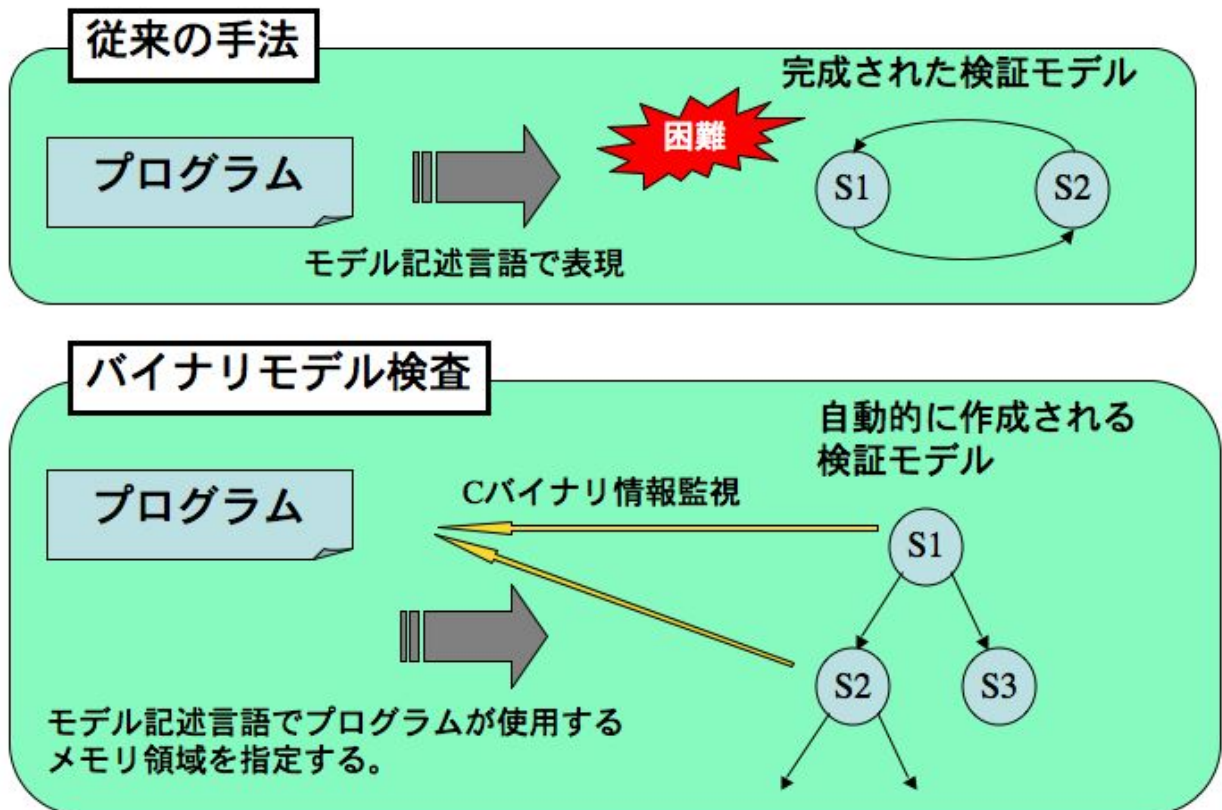 従来の手法
完成された検証モデル
困難
プログラム
S1
S2
モデル記述言語で表現
バイナリモデル検査
自動的に作成される
検証モデル
プログラム
Cバイナリ情報監視
S1
S2
S3
モデル記述言語でプログラムが使用する
メモリ領域を指定する。